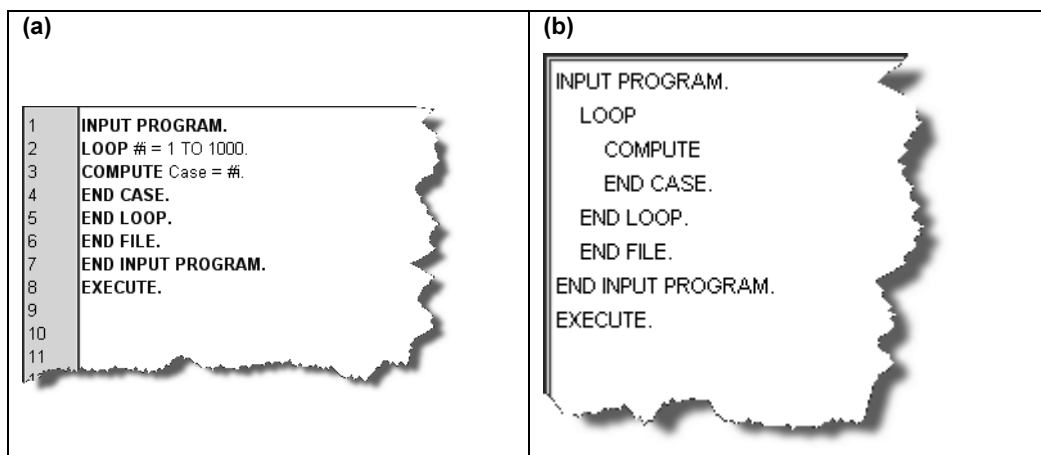 (a)
1 INPUT PROGRAM.
2 LOOP #i = 1 TO 1000.
3 COMPUTE Case = #i.
4 END CASE.
5 END LOOP.
6 END FILE.
7 END INPUT PROGRAM.
8 EXECUTE.
9
10
11
(b)
INPUT PROGRAM.
LOOP
COMPUTE
END CASE.
END LOOP.
END FILE.
END INPUT PROGRAM.
EXECUTE.